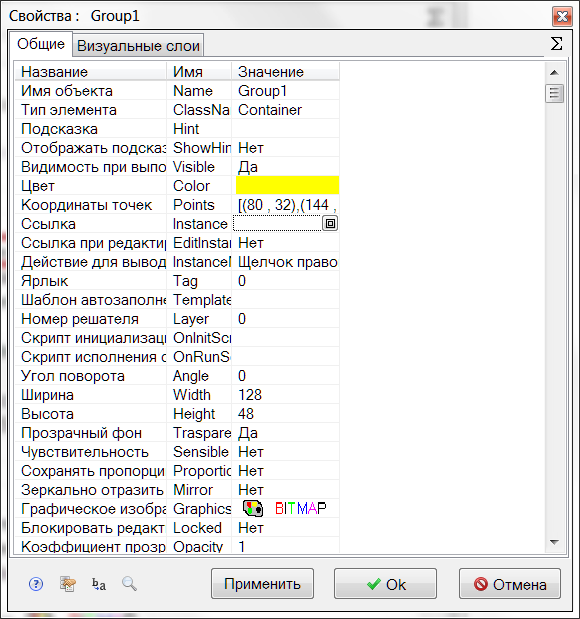 Свойства : Group1
Общие Визуальные слои Σ
Название Имя Значение
Имя объекта Name Group1
Тип элемента ClassNa Container
Подсказка Hint
Отображать подсказ ShowHin Нет
Видимость при выпо Visible Да
Цвет Color
Координаты точек Points [(80 , 32),(144 ,
Ссылка Instance
Ссылка при редакти EditInstar Нет
Действие для вывод InstanceM Щелчок право
Ярлык Tag 0
Шаблон автозаполне Template
Номер решателя Layer 0
Скрипт инициализац OnInitScr
Скрипт исполнения о OnRunS
Угол поворота Angle 0
Ширина Width 128
Высота Height 48
Прозрачный фон Traspare Да
Чувствительность Sensible Нет
Сохранять пропорци Proportic Нет
Зеркально отразить Mirror Нет
Графическое изобра Graphics BITMAP
Блокировать редакт Locked Нет
Коэффициент прозр Opacity 1
? b a Применить Ok Отмена